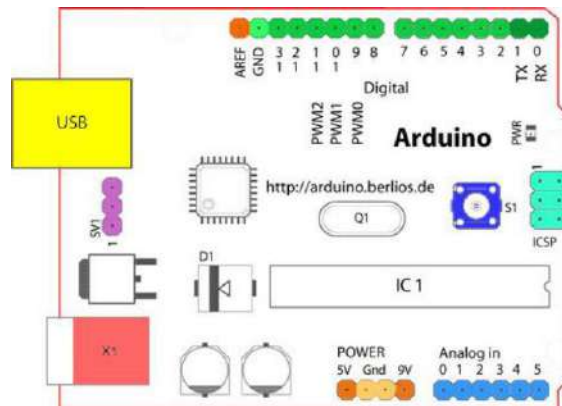 AREF
GND
13
12
11
10
9
8
7
6
5
4
3
2
1
0
TX
RX
Digital
PWM2
PWM1
PWM0
Arduino
PWR
USB
http://arduino.berlios.de
SV1
1
Q1
S1
1
ICSP
D1
IC 1
X1
POWER
5V Gnd 9V
Analog in
0 1 2 3 4 5